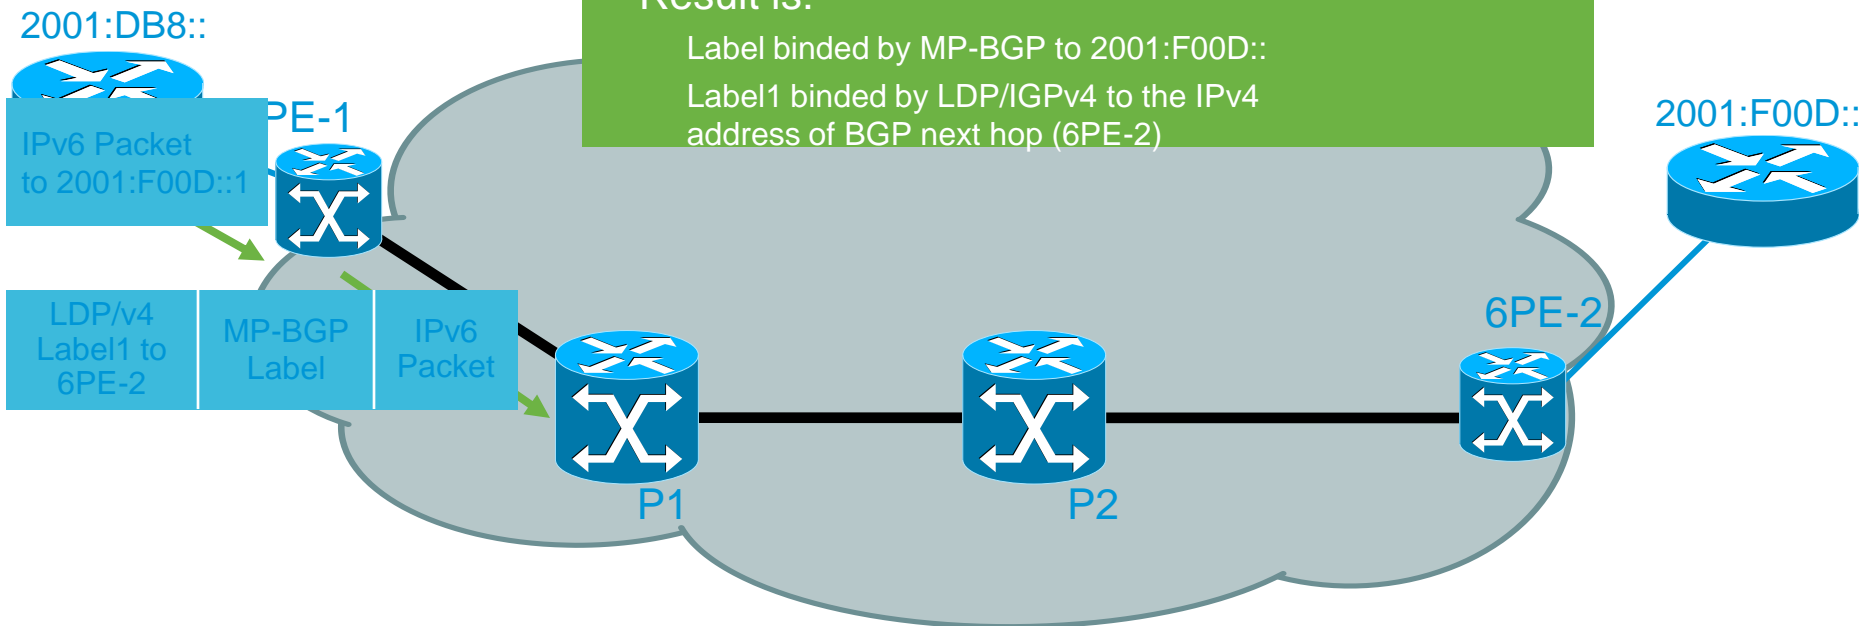 2001:DB8::
Result is:
Label binded by MP-BGP to 2001:F00D::
Label1 binded by LDP/IGPv4 to the IPv4
address of BGP next hop (6PE-2)
2001:F00D::
PE-1
IPv6 Packet
to 2001:F00D::1
LDP/v4
Label1 to
6PE-2
MP-BGP
Label
IPv6
Packet
6PE-2
P1
P2